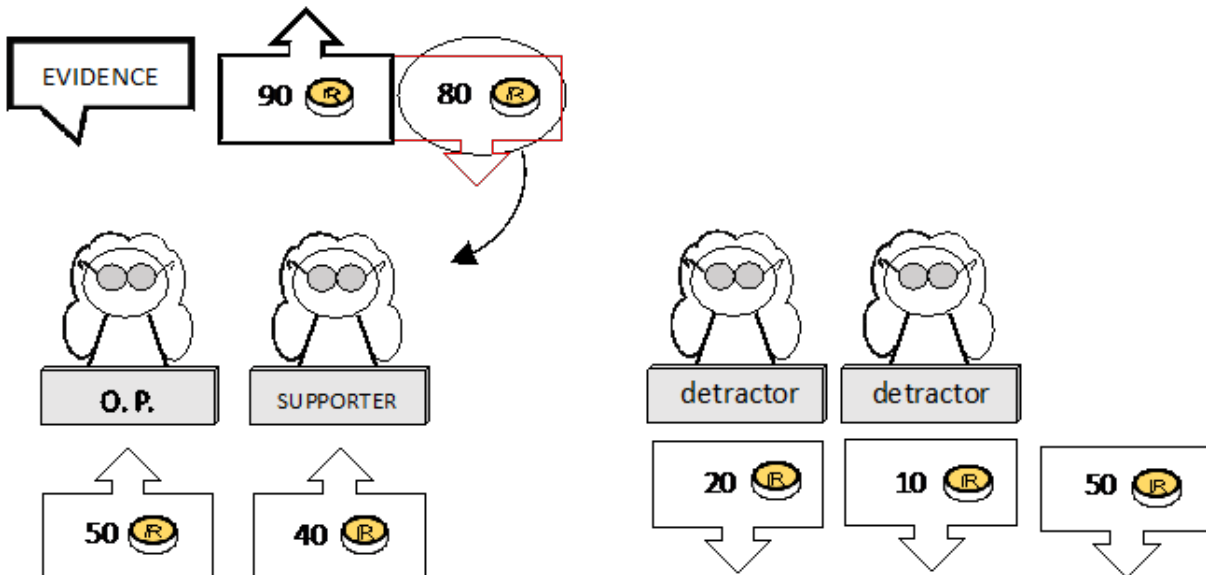 EVIDENCE
90 R
80 R
O. P.
SUPPORTER
detractor
detractor
50 R
40 R
20 R
10 R
50 R